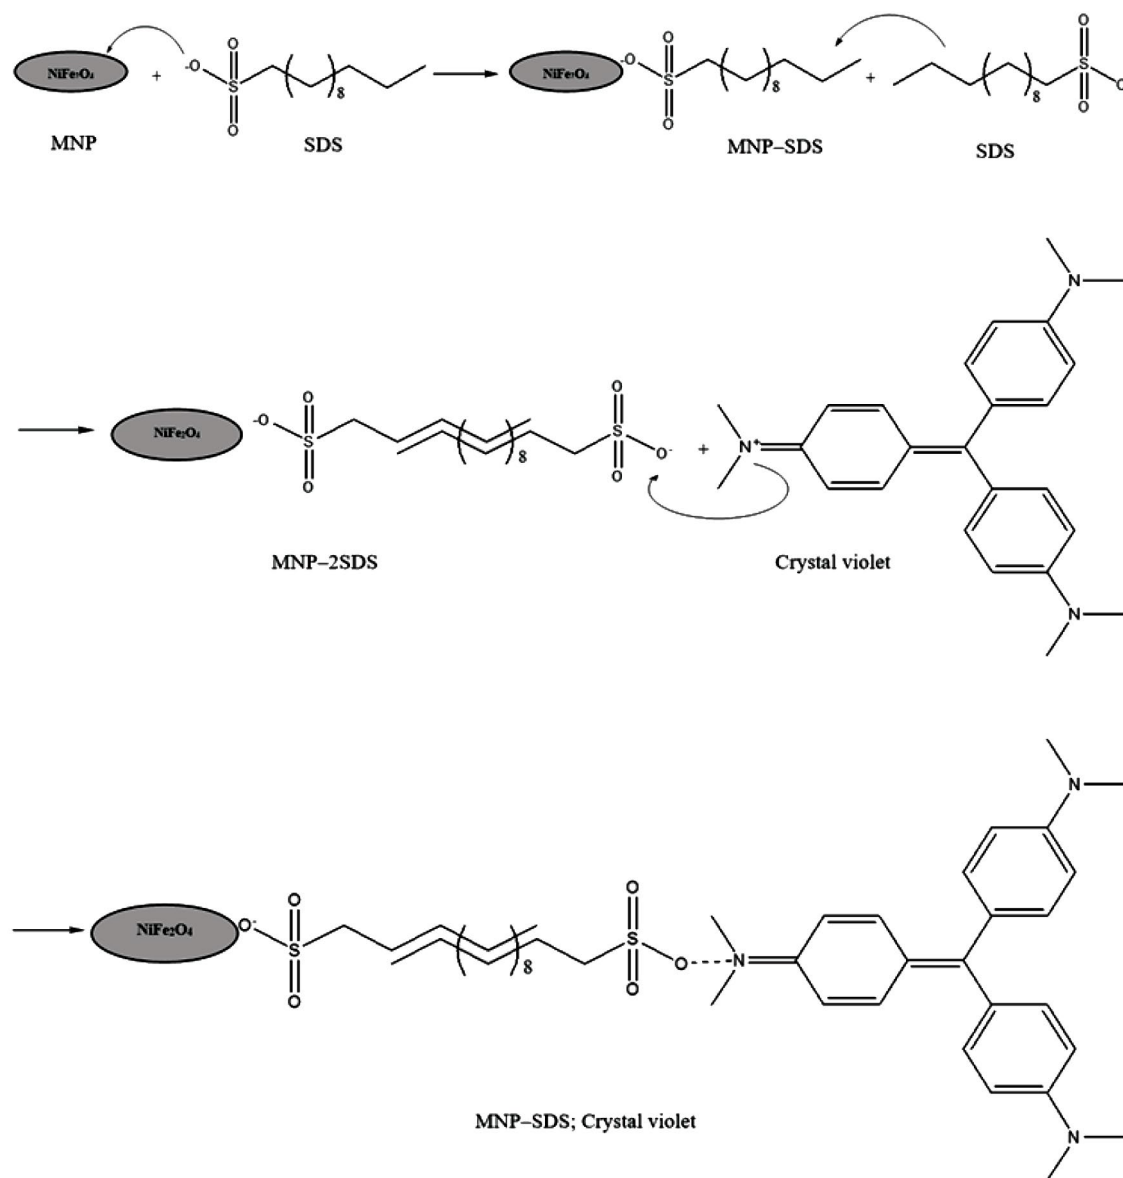 O O
NiFe₂O₄ + -O S 8 NiFe₂O₄ -O S 8 + 8 S O
O O O O
MNP SDS MNP–SDS SDS
N
O O
NiFe₂O₄ -O S 8 S O- + N+
O O
MNP–2SDS Crystal violet
N
N
O O
NiFe₂O₄ O- S 8 S O N
O O
MNP–SDS; Crystal violet
N